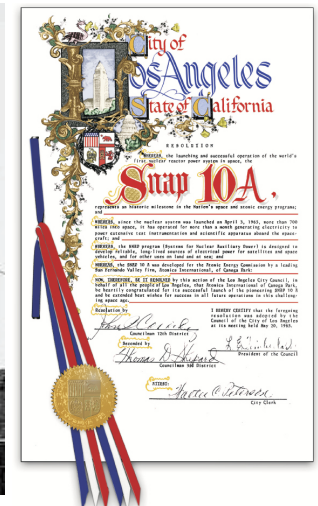 City of
Los Angeles
State of California
RESOLUTION
WHEREAS, the launching and successful operation of the world's
first nuclear reactor power system in space, the
Snap 10A,
represents an historic milestone in the Nation's space and atomic energy programs;
and
WHEREAS, since the nuclear system was launched on April 3, 1965, more than 700
miles into space, it has operated for more than a month generating electricity to
power extensive test instrumentation and scientific apparatus aboard the space-
craft; and
WHEREAS, the SNAP program (Systems for Nuclear Auxiliary Power) is designed to
develop reliable, long-lived sources of electrical power for satellites and space
vehicles, and for other uses on land and at sea; and
WHEREAS, the SNAP 10 A was developed for the Atomic Energy Commission by a leading
San Fernando Valley Firm, Atomics International, of Canoga Park:
NOW, THEREFORE, BE IT RESOLVED by this action of the Los Angeles City Council, in
behalf of all the people of Los Angeles, that Atomics International of Canoga Park,
be heartily congratulated for its successful launch of the pioneering SNAP 10 A
and be extended best wishes for success in all future operations in this challeng-
ing space age.
Resolution by
Councilman 12th District
Seconded by
Thomas D. Shepard
Councilman 3rd District
I HEREBY CERTIFY that the foregoing
resolution was adopted by the
Council of the City of Los Angeles
at its meeting held May 20, 1965.
President of the Council
ATTEST:
Walter C. Peterson
City Clerk